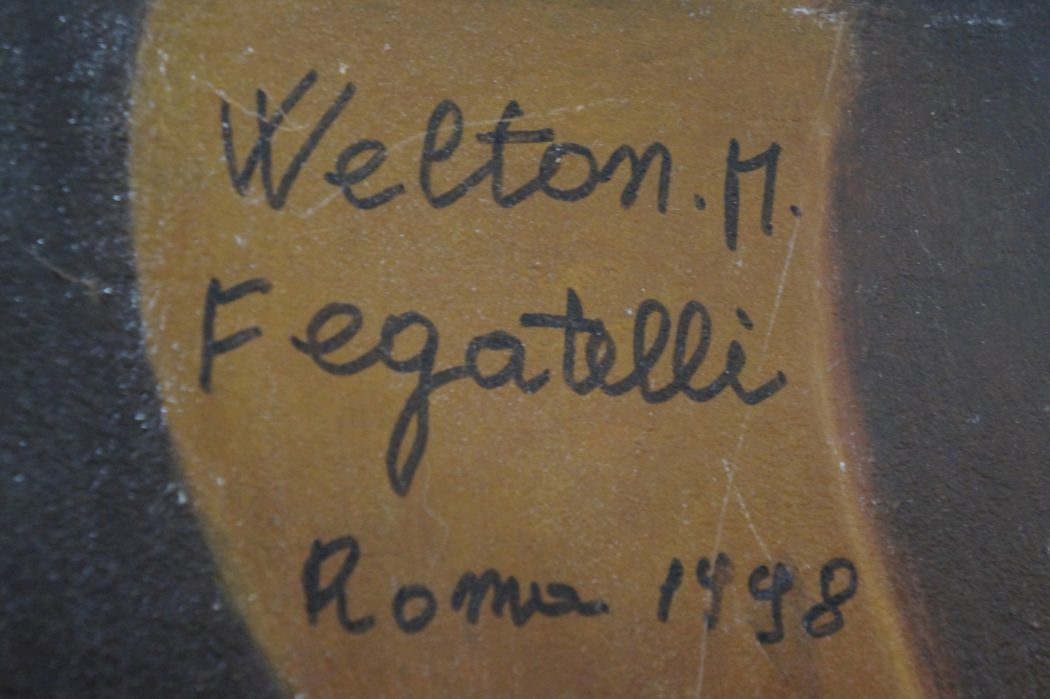 Welton. M.
Fegatelli
Roma 1998